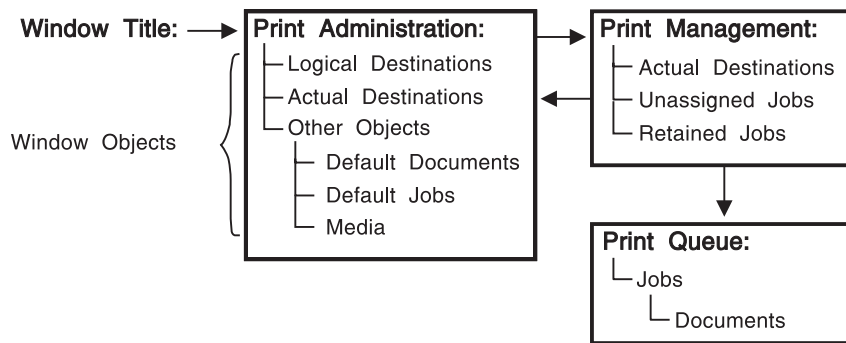 Window Title:
Print Administration:
Logical Destinations
Actual Destinations
Other Objects
Default Documents
Default Jobs
Media
Window Objects
Print Management:
Actual Destinations
Unassigned Jobs
Retained Jobs
Print Queue:
Jobs
Documents